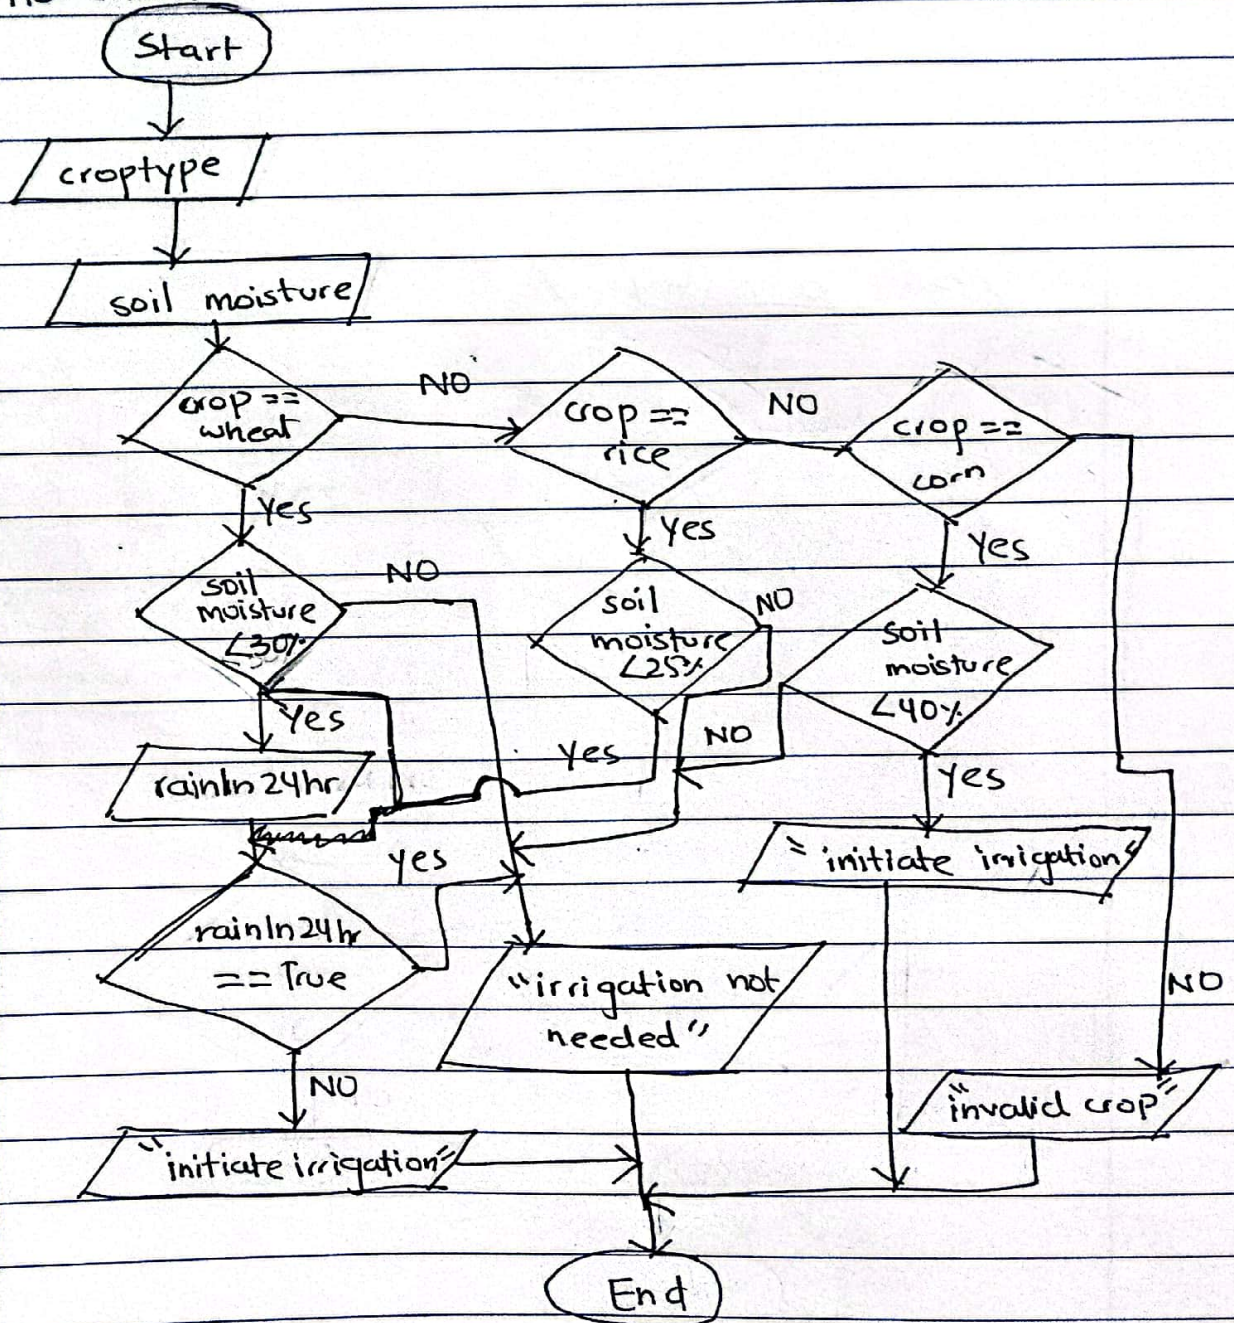 Start
croptype
soil moisture
crop ==
wheat
NO
crop ==
rice
NO
crop ==
corn
Yes
Yes
Yes
soil
moisture
<30%
NO
soil
moisture
<25%
NO
soil
moisture
<40%
Yes
Yes
NO
Yes
rainIn24hr
"initiate irrigation"
yes
rainIn24hr
== True
"irrigation not
needed"
NO
NO
"invalid crop"
"initiate irrigation"
End